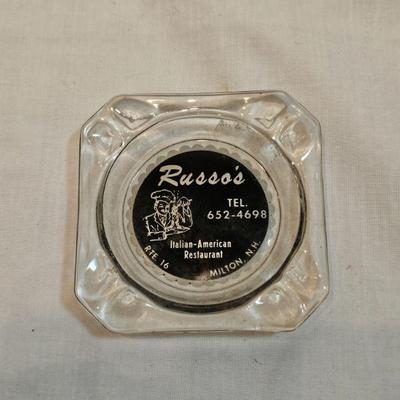 Russo's
TEL.
652-4698
Italian-American
Restaurant
RTE. 16
MILTON, N.H.